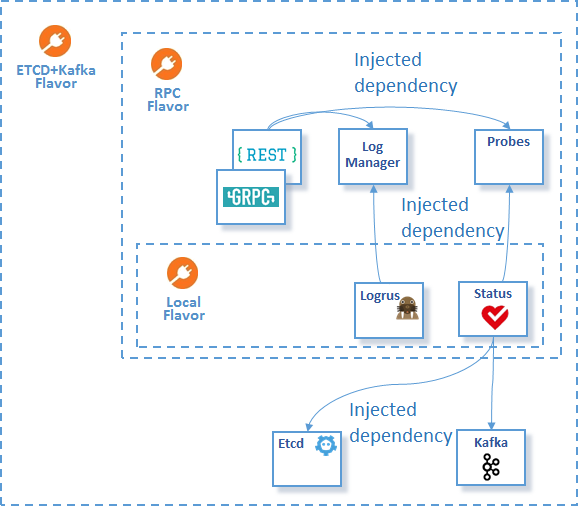 ETCD+Kafka
Flavor
RPC
Flavor
Injected
dependency
{ REST }
GRPC
Log
Manager
Probes
Injected
dependency
Local
Flavor
Logrus
Status
Injected
dependency
Etcd
Kafka